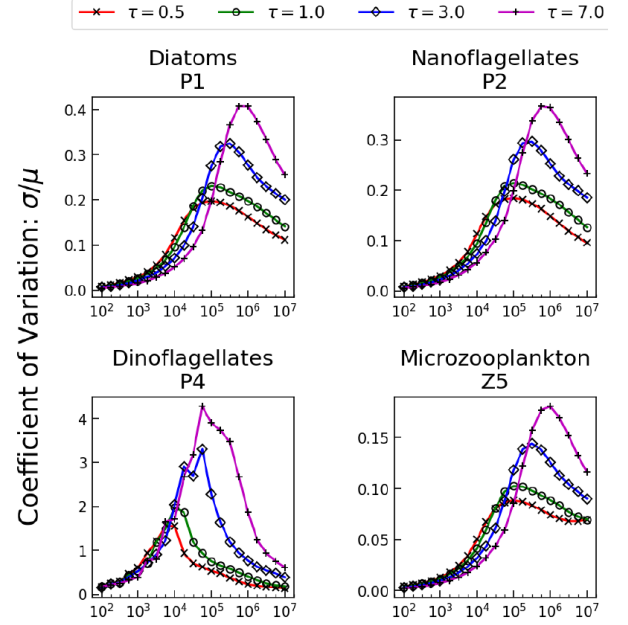 τ = 0.5 τ = 1.0 τ = 3.0 τ = 7.0
Diatoms
P1
Nanoflagellates
P2
Coefficient of Variation: σ/μ
0.4
0.3
0.2
0.1
0.0
10² 10³ 10⁴ 10⁵ 10⁶ 10⁷
0.3
0.2
0.1
0.0
10² 10³ 10⁴ 10⁵ 10⁶ 10⁷
Dinoflagellates
P4
Microzooplankton
Z5
4
3
2
1
0
10² 10³ 10⁴ 10⁵ 10⁶ 10⁷
0.15
0.10
0.05
0.00
10² 10³ 10⁴ 10⁵ 10⁶ 10⁷